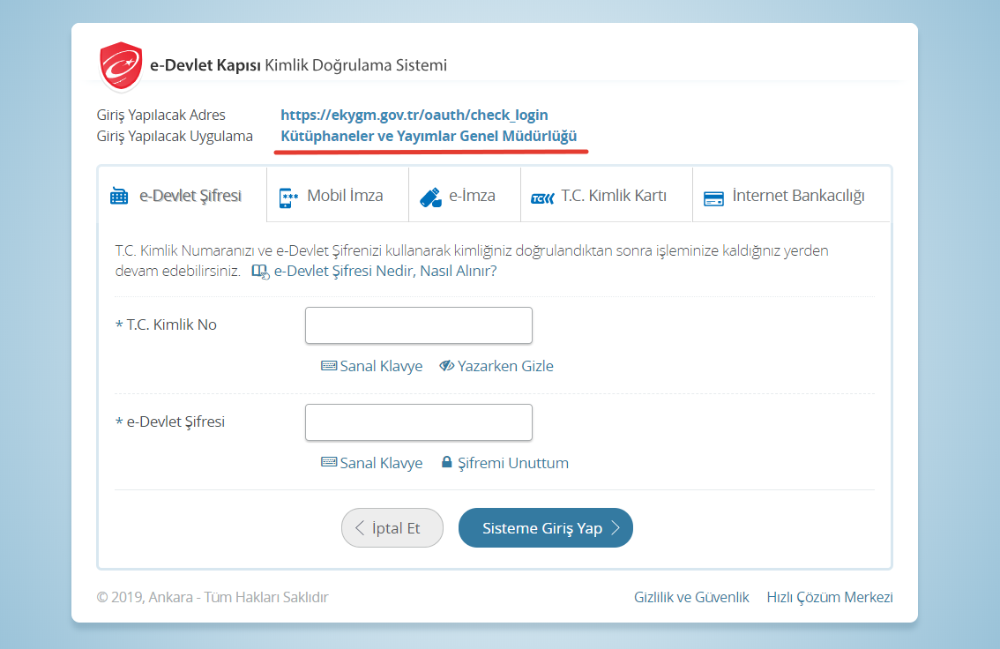 e-Devlet Kapısı Kimlik Doğrulama Sistemi
Giriş Yapılacak Adres https://ekygm.gov.tr/oauth/check_login
Giriş Yapılacak Uygulama Kütüphaneler ve Yayımlar Genel Müdürlüğü
e-Devlet Şifresi Mobil İmza e-İmza T.C. Kimlik Kartı İnternet Bankacılığı
T.C. Kimlik Numaranızı ve e-Devlet Şifrenizi kullanarak kimliğiniz doğrulandıktan sonra işleminize kaldığınız yerden
devam edebilirsiniz. e-Devlet Şifresi Nedir, Nasıl Alınır?
* T.C. Kimlik No
Sanal Klavye Yazarken Gizle
* e-Devlet Şifresi
Sanal Klavye Şifremi Unuttum
İptal Et Sisteme Giriş Yap
© 2019, Ankara - Tüm Hakları Saklıdır Gizlilik ve Güvenlik Hızlı Çözüm Merkezi